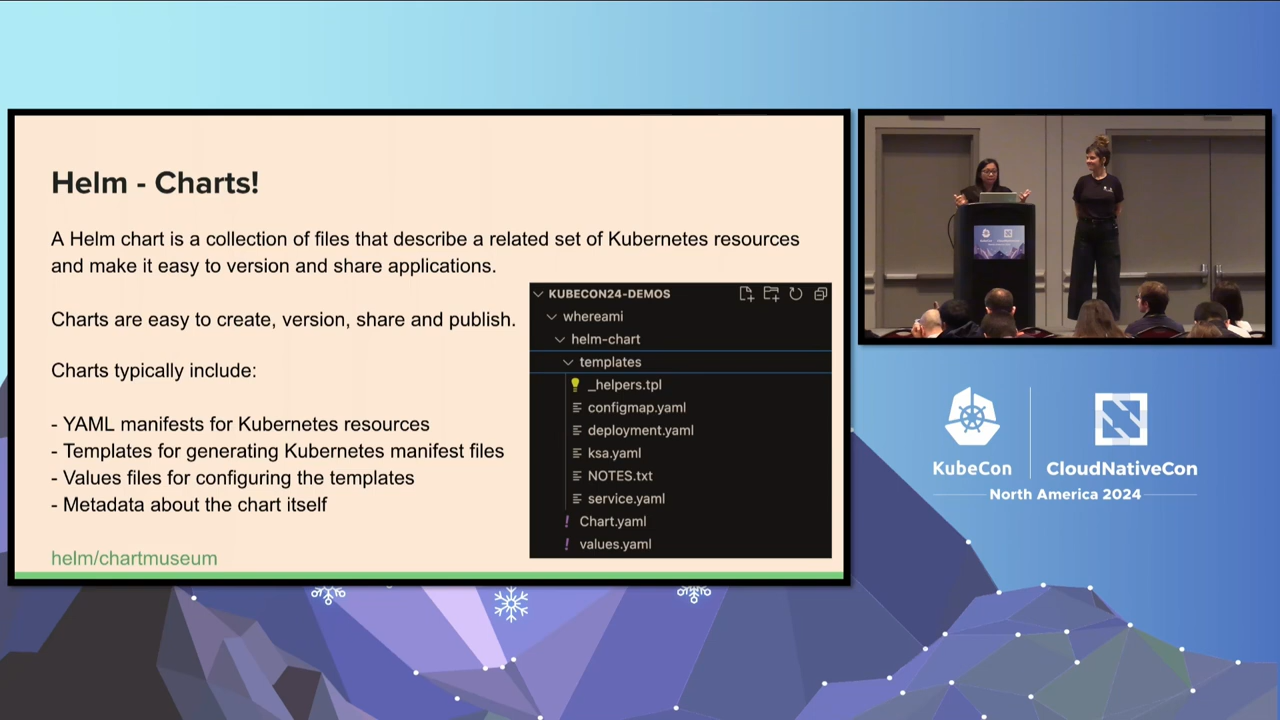 Helm - Charts!
A Helm chart is a collection of files that describe a related set of Kubernetes resources
and make it easy to version and share applications.
Charts are easy to create, version, share and publish.
Charts typically include:
- YAML manifests for Kubernetes resources
- Templates for generating Kubernetes manifest files
- Values files for configuring the templates
- Metadata about the chart itself
helm/chartmuseum
KUBECON24-DEMOS
whereami
helm-chart
templates
_helpers.tpl
configmap.yaml
deployment.yaml
ksa.yaml
NOTES.txt
service.yaml
! Chart.yaml
! values.yaml
KubeCon
CloudNativeCon
North America 2024